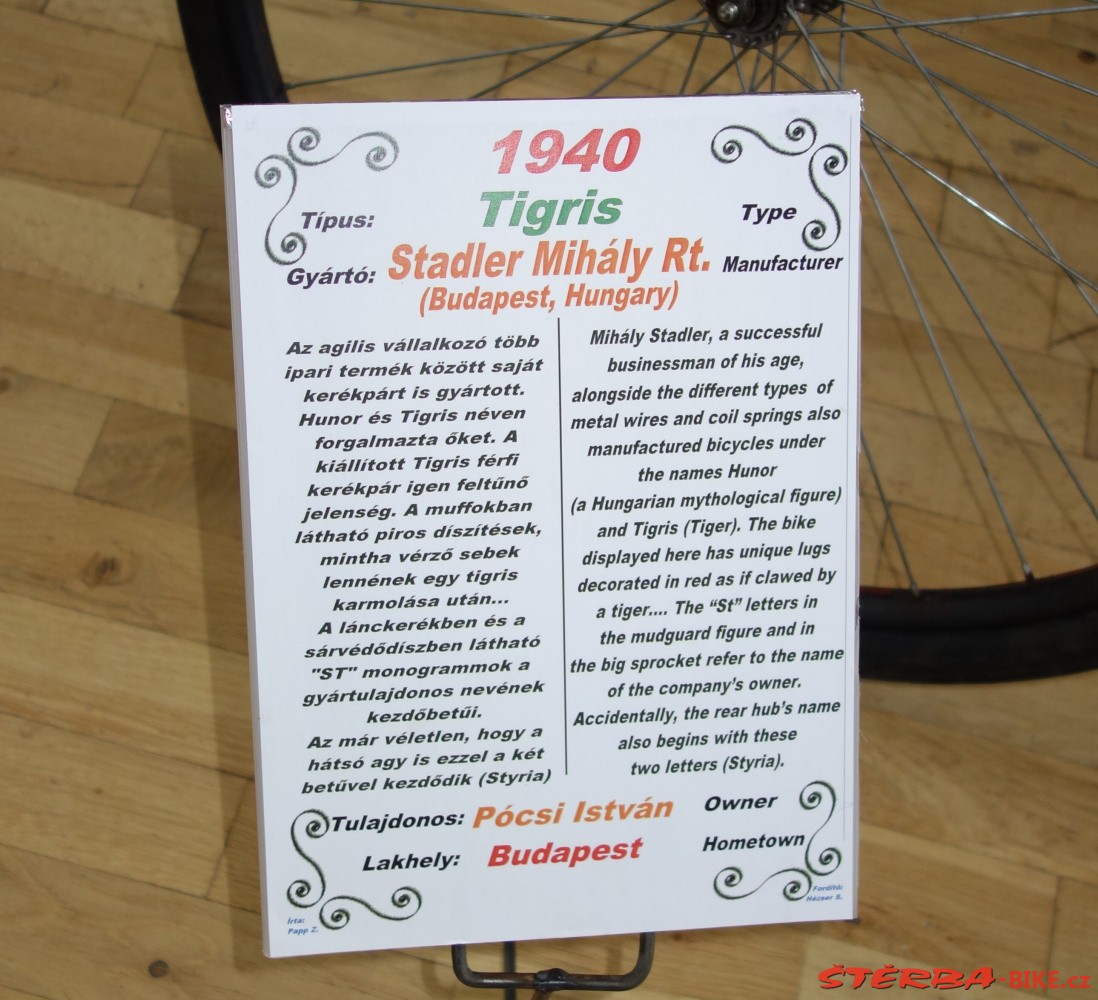 1940
Típus: Tigris Type
Gyártó: Stadler Mihály Rt. Manufacturer
(Budapest, Hungary)
Az agilis vállalkozó több
ipari termék között saját
kerékpárt is gyártott.
Hunor és Tigris néven
forgalmazta őket. A
kiállított Tigris férfi
kerékpár igen feltűnő
jelenség. A muffokban
látható piros díszítések,
mintha vérző sebek
lennének egy tigris
karmolása után...
A lánckerékben és a
sárvédődíszben látható
"ST" monogrammok a
gyártulajdonos nevének
kezdőbetűi.
Az már véletlen, hogy a
hátsó agy is ezzel a két
betűvel kezdődik (Styria)
Mihály Stadler, a successful
businessman of his age,
alongside the different types of
metal wires and coil springs also
manufactured bicycles under
the names Hunor
(a Hungarian mythological figure)
and Tigris (Tiger). The bike
displayed here has unique lugs
decorated in red as if clawed by
a tiger.... The “St” letters in
the mudguard figure and in
the big sprocket refer to the name
of the company’s owner.
Accidentally, the rear hub’s name
also begins with these
two letters (Styria).
Tulajdonos: Pócsi István Owner
Lakhely: Budapest Hometown
Írta:
Papp Z.
Fordítás:
Nézser B.
ŠTĚRBA-BIKE.cz